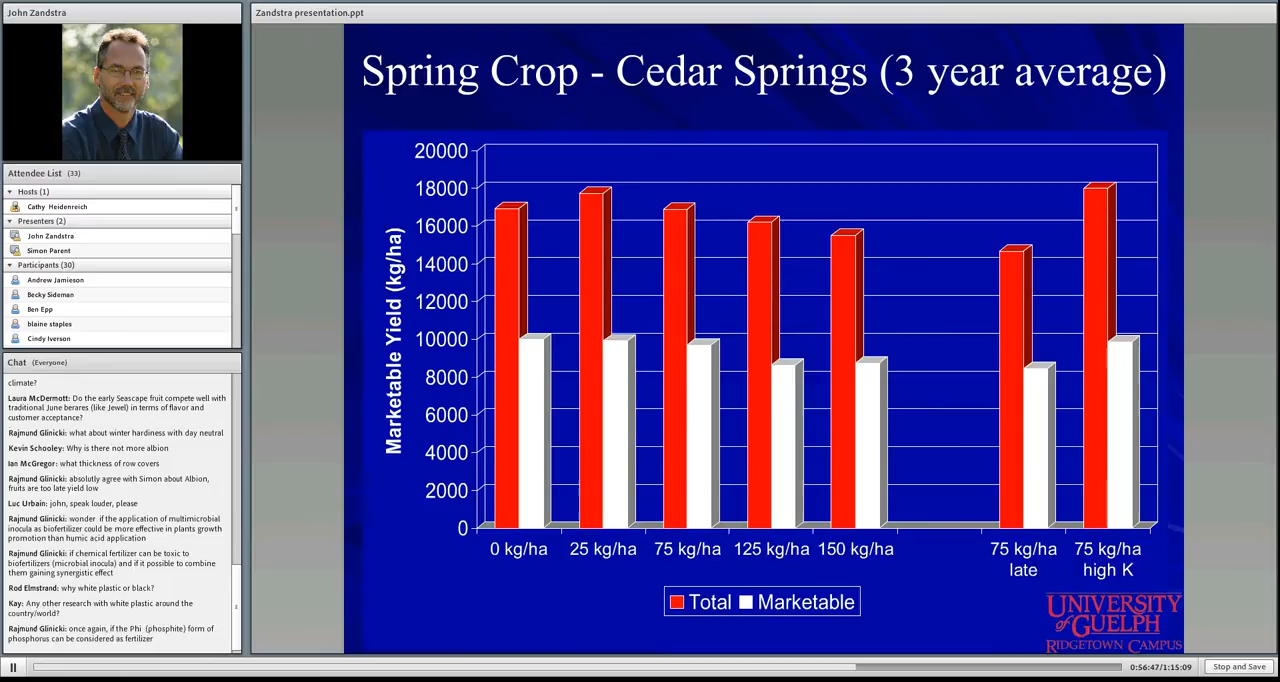 John Zandstra
Attendee List (33)
Hosts (1)
Cathy Heidenreich
Presenters (2)
John Zandstra
Simon Parent
Participants (30)
Andrew Jamieson
Becky Sideman
Ben Epp
blaine staples
Cindy Iverson
Chat (Everyone)
climate?
Laura McDermott: Do the early Seascape fruit compete well with
traditional June berares (like Jewel) in terms of flavor and
customer acceptance?
Rajmund Glinicki: what about winter hardiness with day neutral
Kevin Schooley: Why is there not more albion
Ian McGregor: what thickness of row covers
Rajmund Glinicki: absolutly agree with Simon about Albion,
fruits are too late yield low
Luc Urbain: john, speak louder, please
Rajmund Glinicki: wonder if the application of multimicrobial
inocula as biofertilizer could be more effective in plants growth
promotion than humic acid application
Rajmund Glinicki: if chemical fertilizer can be toxic to
biofertilizers (microbial inocula) and if it possible to combine
them gaining synergistic effect
Rod Elmstrand: why white plastic or black?
Kay: Any other research with white plastic around the
country/world?
Rajmund Glinicki: once again, if the Phi (phosphite) form of
phosphorus can be considered as fertilizer
Zandstra presentation.ppt
Spring Crop - Cedar Springs (3 year average)
Marketable Yield (kg/ha)
20000
18000
16000
14000
12000
10000
8000
6000
4000
2000
0
0 kg/ha 25 kg/ha 75 kg/ha 125 kg/ha 150 kg/ha 75 kg/ha 75 kg/ha
late high K
Total Marketable
UNIVERSITY
of GUELPH
RIDGETOWN CAMPUS
0:56:47/1:15:09
Stop and Save